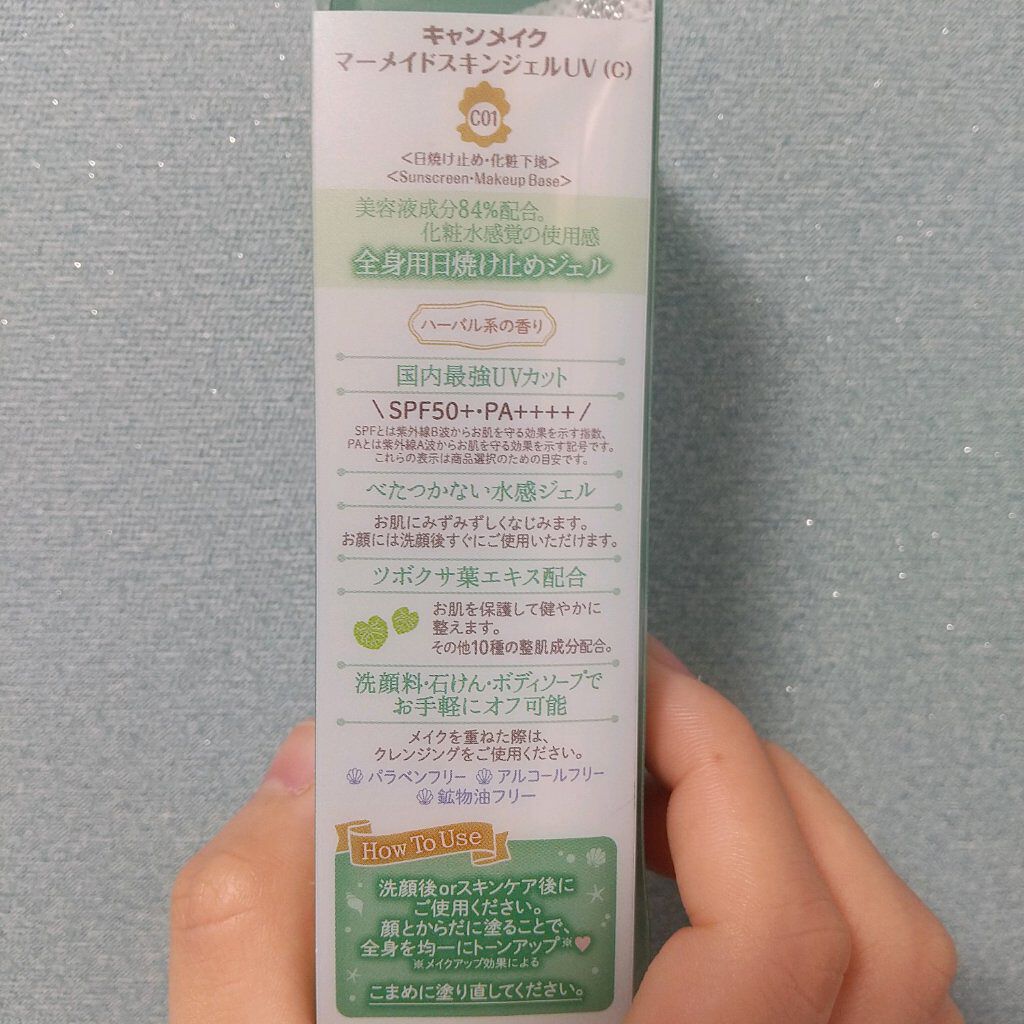 キャンメイク
マーメイドスキンジェルUV (C)
C01
<日焼け止め・化粧下地>
<Sunscreen・Makeup Base>
美容液成分84%配合。
化粧水感覚の使用感
全身用日焼け止めジェル
ハーバル系の香り
国内最強UVカット
\ SPF50+・PA++++ /
SPFとは紫外線B波からお肌を守る効果を示す指数、
PAとは紫外線A波からお肌を守る効果を示す記号です。
これらの表示は商品選択のための目安です。
べたつかない水感ジェル
お肌にみずみずしくなじみます。
お顔には洗顔後すぐにご使用いただけます。
ツボクサ葉エキス配合
お肌を保護して健やかに
整えます。
その他10種の整肌成分配合。
洗顔料・石けん・ボディソープで
お手軽にオフ可能
メイクを重ねた際は、
クレンジングをご使用ください。
パラベンフリー アルコールフリー
鉱物油フリー
How To Use
洗顔後orスキンケア後に
ご使用ください。
顔とからだに塗ることで、
全身を均一にトーンアップ※♥
※メイクアップ効果による
こまめに塗り直してください。